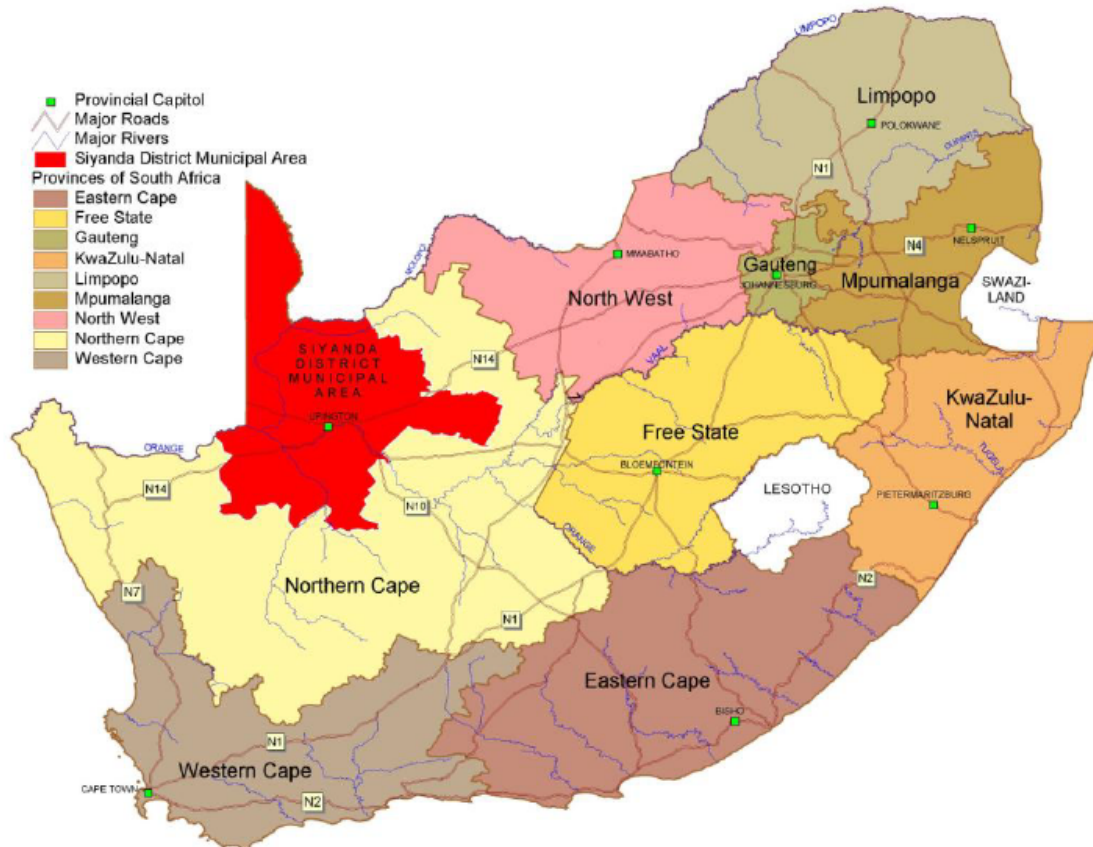 Provincial Capitol
Major Roads
Major Rivers
Siyanda District Municipal Area
Provinces of South Africa
Eastern Cape
Free State
Gauteng
KwaZulu-Natal
Limpopo
Mpumalanga
North West
Northern Cape
Western Cape
LIMPOPO
Limpopo
POLOKWANE
OLIFANTS
N1
MOLOPO
MMABATHO
North West
Gauteng
OHANNESBURG
N4
NELSPRUIT
Mpumalanga
SWAZI-
LAND
SIYANDA
DISTRICT
MUNICIPAL
AREA
N14
VAAL
UPINGTON
KwaZulu-
Natal
Free State
ORANGE
BLOEMFONTEIN
TUGELA
LESOTHO
PIETERMARITZBURG
N14
N10
ORANGE
Northern Cape
N7
N2
N1
Eastern Cape
BISHO
N1
Western Cape
CAPE TOWN
N2